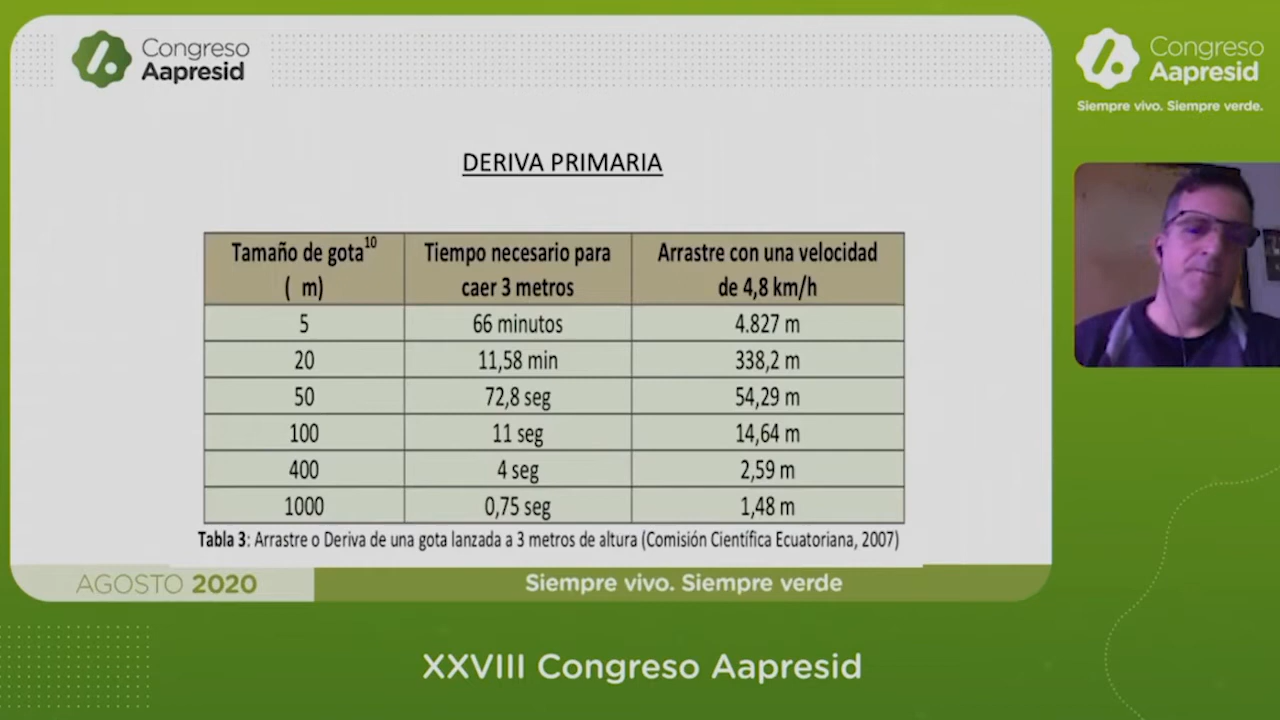 Congreso
Aapresid
Congreso
Aapresid
Siempre vivo. Siempre verde.
DERIVA PRIMARIA
Tamaño de gota10 Tiempo necesario para Arrastre con una velocidad
( m) caer 3 metros de 4,8 km/h
5 66 minutos 4.827 m
20 11,58 min 338,2 m
50 72,8 seg 54,29 m
100 11 seg 14,64 m
400 4 seg 2,59 m
1000 0,75 seg 1,48 m
Tabla 3: Arrastre o Deriva de una gota lanzada a 3 metros de altura (Comisión Científica Ecuatoriana, 2007)
AGOSTO 2020 Siempre vivo. Siempre verde
XXVIII Congreso Aapresid